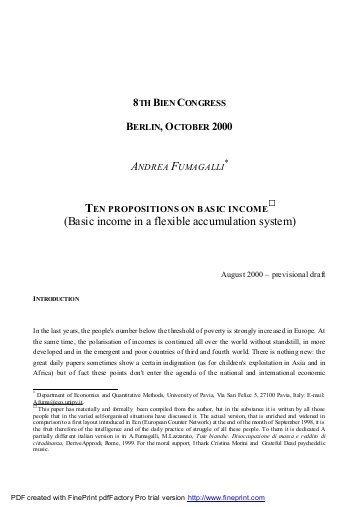 8TH BIEN CONGRESS
BERLIN, OCTOBER 2000
ANDREA FUMAGALLI*
TEN PROPOSITIONS ON BASIC INCOME□
(Basic income in a flexible accumulation system)
August 2000 – previsional draft
INTRODUCTION
In the last years, the people's number below the threshold of poverty is strongly increased in Europe. At
the same time, the polarisation of incomes is continued all over the world without standstill, in more
developed and in the emergent and poor countries of third and fourth world. There is nothing new: the
great daily papers sometimes show a certain indignation (as for children's exploitation in Asia and in
Africa) but of fact these points don't enter the agenda of the national and international economic
* Department of Economics and Quantitative Methods, University of Pavia, Via San Felice 5, 27100 Pavia, Italy: E-mail:
Afuma@eco.unipv.it.
□ This paper has materially and formally been compiled from the author, but in the substance it is written by all those
people that in the varied self-organised situations have discussed it. The actual version, that is enriched and widened in
comparison to a first layout introduced in Ecn (European Counter Network) at the end of the month of September 1998, it is
the fruit therefore of the intelligence and of the daily practice of struggle of all these people. To them it is dedicated A
partially different italian version is in A.Fumagalli, M.Lazzarato, Tute bianche. Disoccupazione di massa e reddito di
cittadinanza, DeriveApprodi, Rome, 1999. For the moral support, I thank Cristina Morini and Grateful Dead psychedelic
music.
PDF created with FinePrint pdfFactory Pro trial version http://www.fineprint.com